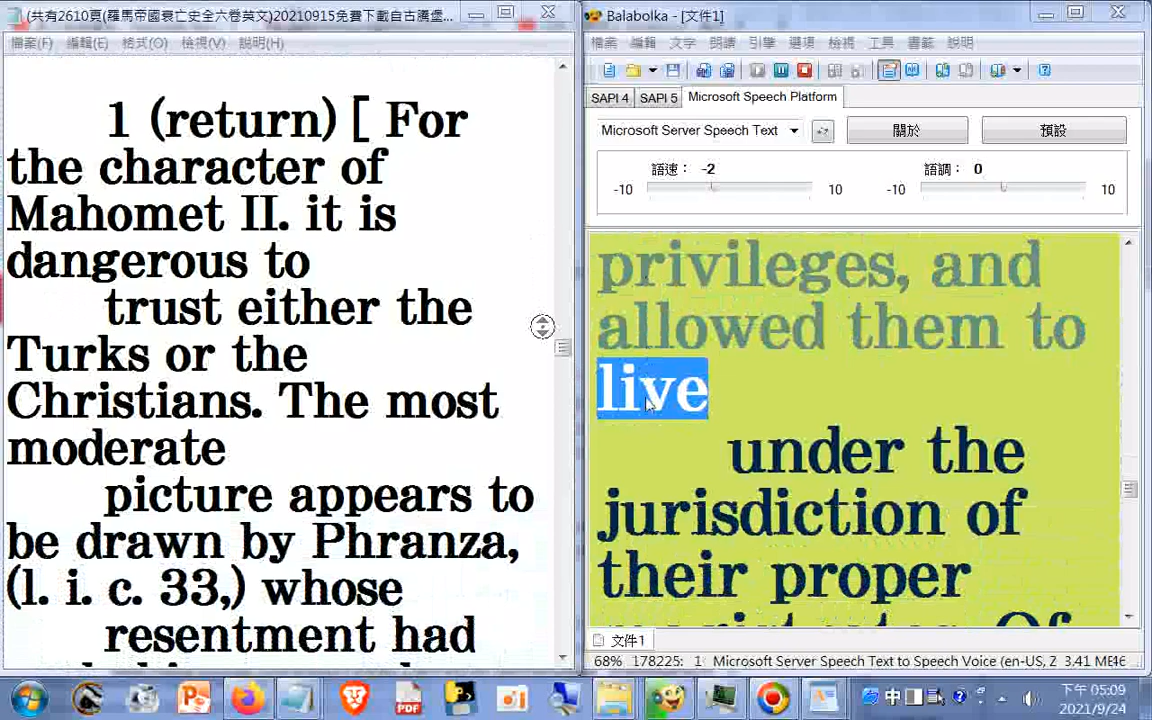 (共有2610頁(羅馬帝國衰亡史全六卷英文)20210915免費下載自古騰堡...
檔案(F) 編輯(E) 格式(O) 檢視(V) 說明(H)
1 (return) [ For
the character of
Mahomet II. it is
dangerous to
trust either the
Turks or the
Christians. The most
moderate
picture appears to
be drawn by Phranza,
(l. i. c. 33,) whose
resentment had
Balabolka - [文件1]
檔案 編輯 文字 朗讀 引擎 選項 檢視 工具 書籤 說明
SAPI 4 SAPI 5 Microsoft Speech Platform
Microsoft Server Speech Text 關於 預設
語速: -2 語調: 0
-10 10 -10 10
privileges, and
allowed them to
live
under the
jurisdiction of
their proper
文件1
68% 178225: 1 Microsoft Server Speech Text to Speech Voice (en-US, Z 3.41 ME46
中
下午 05:09
2021/9/24